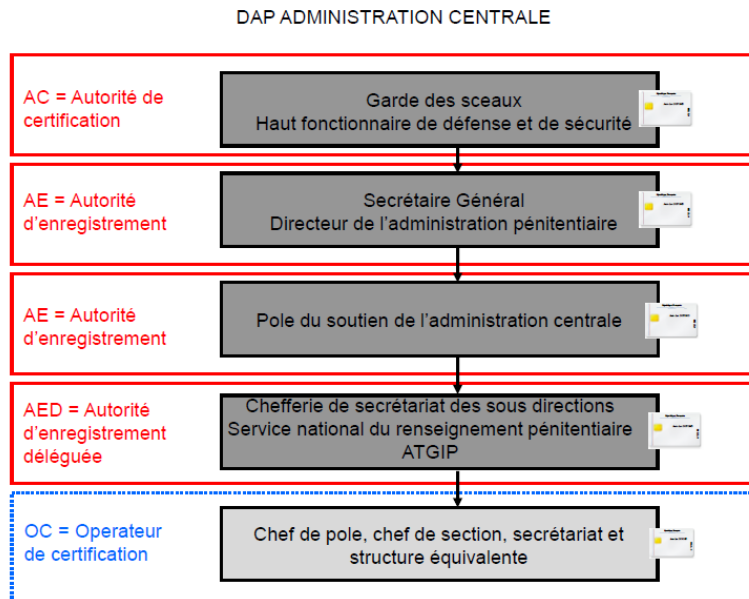 DAP ADMINISTRATION CENTRALE
AC = Autorité de
certification
Garde des sceaux
Haut fonctionnaire de défense et de sécurité
AE = Autorité
d'enregistrement
Secrétaire Général
Directeur de l'administration pénitentiaire
AE = Autorité
d'enregistrement
Pole du soutien de l'administration centrale
AED = Autorité
d'enregistrement
déléguée
Chefferie de secrétariat des sous directions
Service national du renseignement pénitentiaire
ATGIP
OC = Operateur
de certification
Chef de pole, chef de section, secrétariat et
structure équivalente